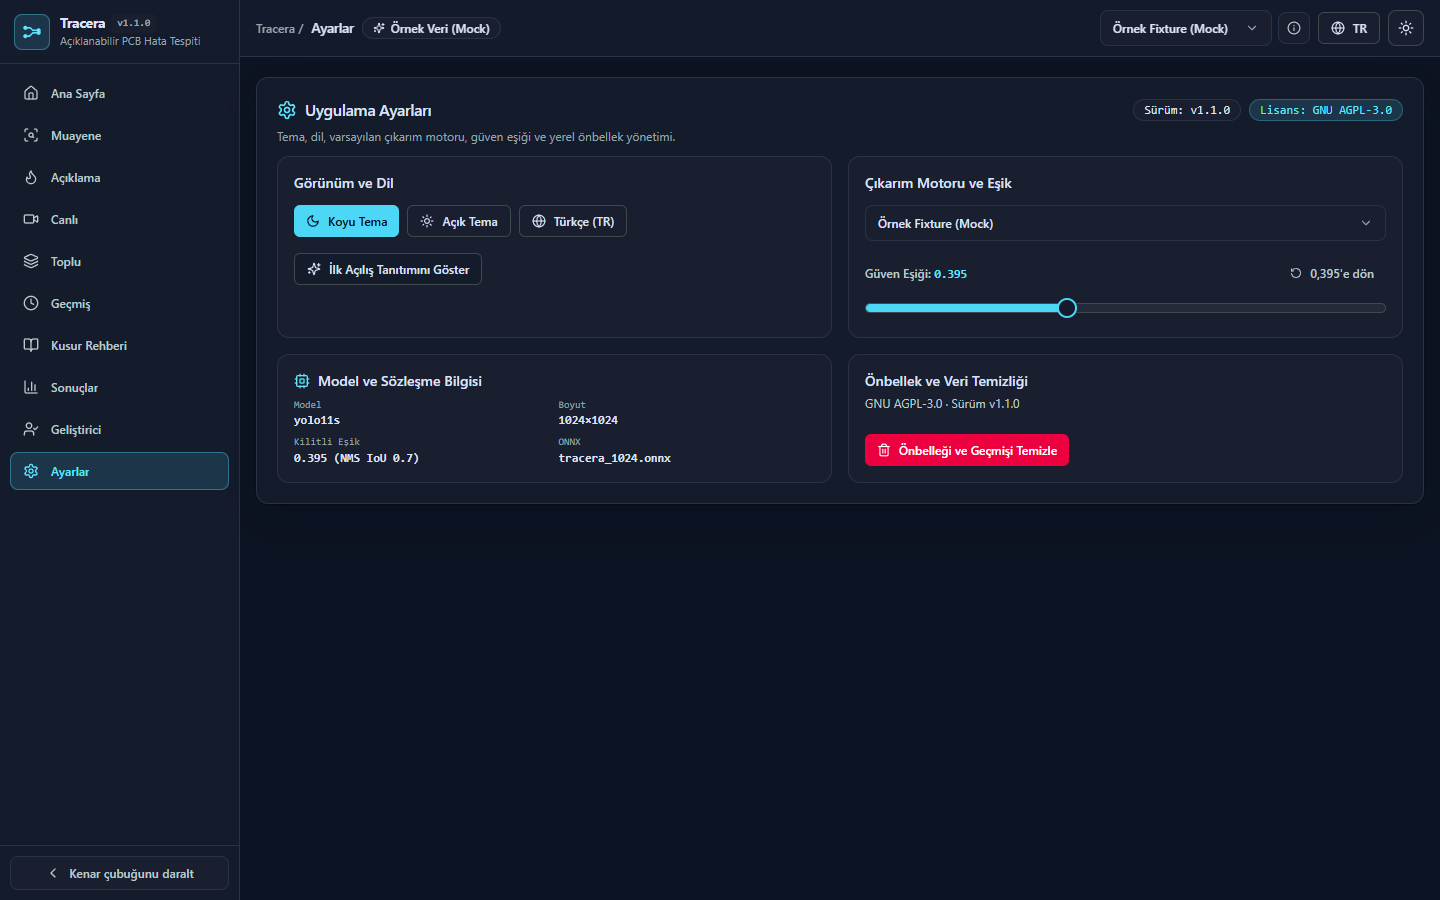 Tracera v1.1.0
Açıklanabilir PCB Hata Tespiti
Ana Sayfa
Muayene
Açıklama
Canlı
Toplu
Geçmiş
Kusur Rehberi
Sonuçlar
Geliştirici
Ayarlar
Kenar çubuğunu daralt
Tracera / Ayarlar Örnek Veri (Mock)
Örnek Fixture (Mock) TR
Uygulama Ayarları
Sürüm: v1.1.0 Lisans: GNU AGPL-3.0
Tema, dil, varsayılan çıkarım motoru, güven eşiği ve yerel önbellek yönetimi.
Görünüm ve Dil
Koyu Tema Açık Tema Türkçe (TR)
İlk Açılış Tanıtımını Göster
Çıkarım Motoru ve Eşik
Örnek Fixture (Mock)
Güven Eşiği: 0.395 0,395'e dön
Model ve Sözleşme Bilgisi
Model Boyut
yolo11s 1024×1024
Kilitli Eşik ONNX
0.395 (NMS IoU 0.7) tracera_1024.onnx
Önbellek ve Veri Temizliği
GNU AGPL-3.0 · Sürüm v1.1.0
Önbelleği ve Geçmişi Temizle